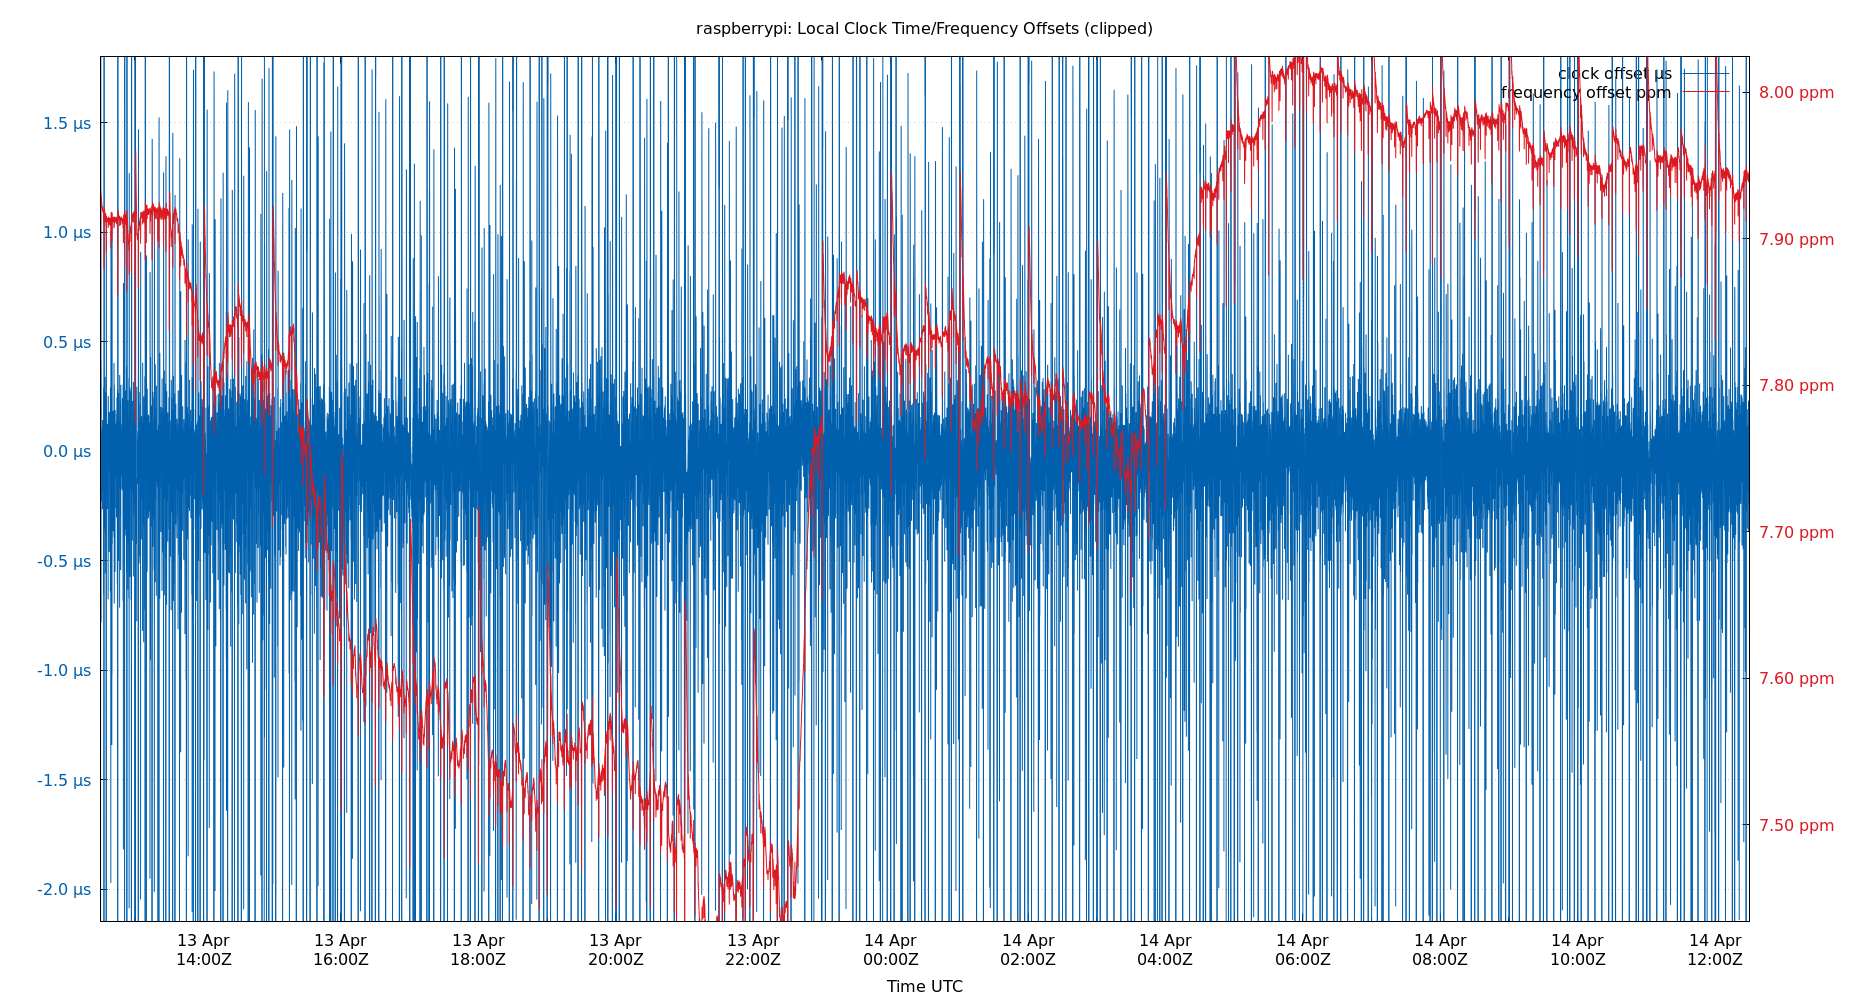 raspberrypi: Local Clock Time/Frequency Offsets (clipped)
clock offset µs
frequency offset ppm
1.5 µs
1.0 µs
0.5 µs
0.0 µs
-0.5 µs
-1.0 µs
-1.5 µs
-2.0 µs
8.00 ppm
7.90 ppm
7.80 ppm
7.70 ppm
7.60 ppm
7.50 ppm
13 Apr 13 Apr 13 Apr 13 Apr 13 Apr 14 Apr 14 Apr 14 Apr 14 Apr 14 Apr 14 Apr 14 Apr
14:00Z 16:00Z 18:00Z 20:00Z 22:00Z 00:00Z 02:00Z 04:00Z 06:00Z 08:00Z 10:00Z 12:00Z
Time UTC